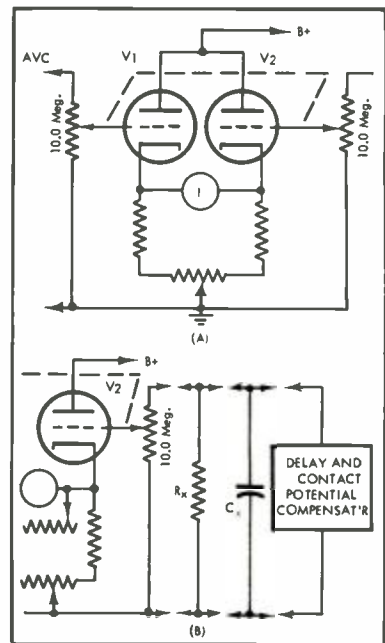 B+
AVC
V1
V2
10.0 Meg.
10.0 Meg.
I
(A)
B+
V2
10.0 Meg.
Rx
C
DELAY AND
CONTACT
POTENTIAL
COMPENSAT'R
(B)